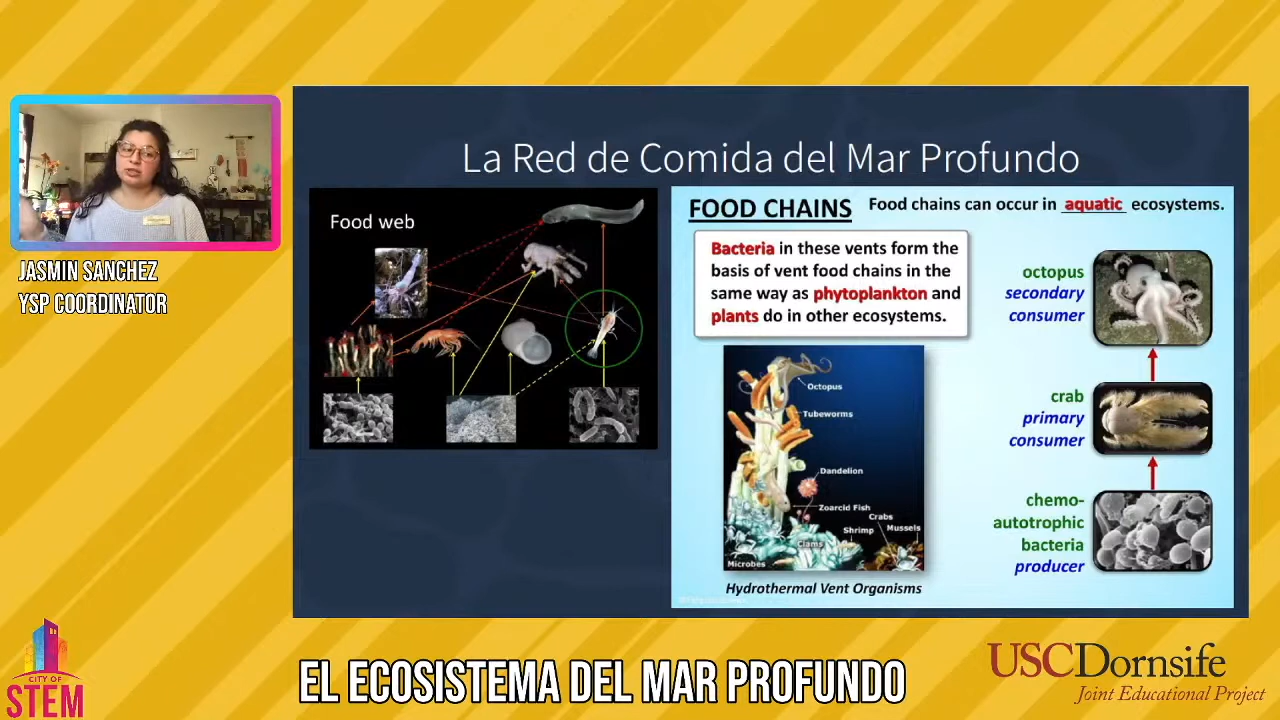 La Red de Comida del Mar Profundo
Food web
FOOD CHAINS
Food chains can occur in aquatic ecosystems.
Bacteria in these vents form the
basis of vent food chains in the
same way as phytoplankton and
plants do in other ecosystems.
Octopus
Tubeworms
Dandelion
Zoarcid Fish
Crabs
Shrimp
Mussels
Clams
Microbes
Hydrothermal Vent Organisms
octopus
secondary
consumer
crab
primary
consumer
chemo-
autotrophic
bacteria
producer
JASMIN SANCHEZ
YSP COORDINATOR
CITY OF
STEM
EL ECOSISTEMA DEL MAR PROFUNDO
USCDornsife
Joint Educational Project